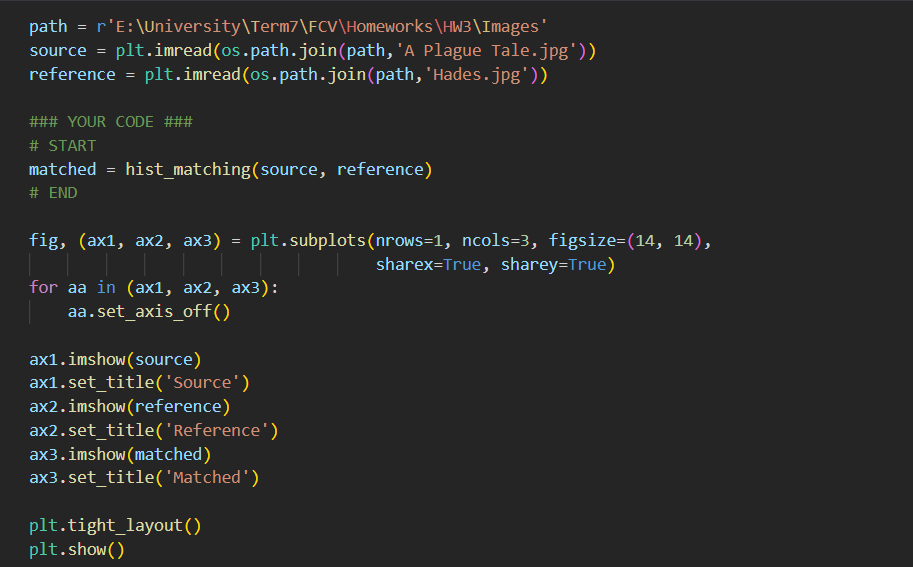 path = r'E:\University\Term7\FCV\Homeworks\HW3\Images'
source = plt.imread(os.path.join(path,'A Plague Tale.jpg'))
reference = plt.imread(os.path.join(path,'Hades.jpg'))
### YOUR CODE ###
# START
matched = hist_matching(source, reference)
# END
fig, (ax1, ax2, ax3) = plt.subplots(nrows=1, ncols=3, figsize=(14, 14),
                                    sharex=True, sharey=True)
for aa in (ax1, ax2, ax3):
    aa.set_axis_off()
ax1.imshow(source)
ax1.set_title('Source')
ax2.imshow(reference)
ax2.set_title('Reference')
ax3.imshow(matched)
ax3.set_title('Matched')
plt.tight_layout()
plt.show()